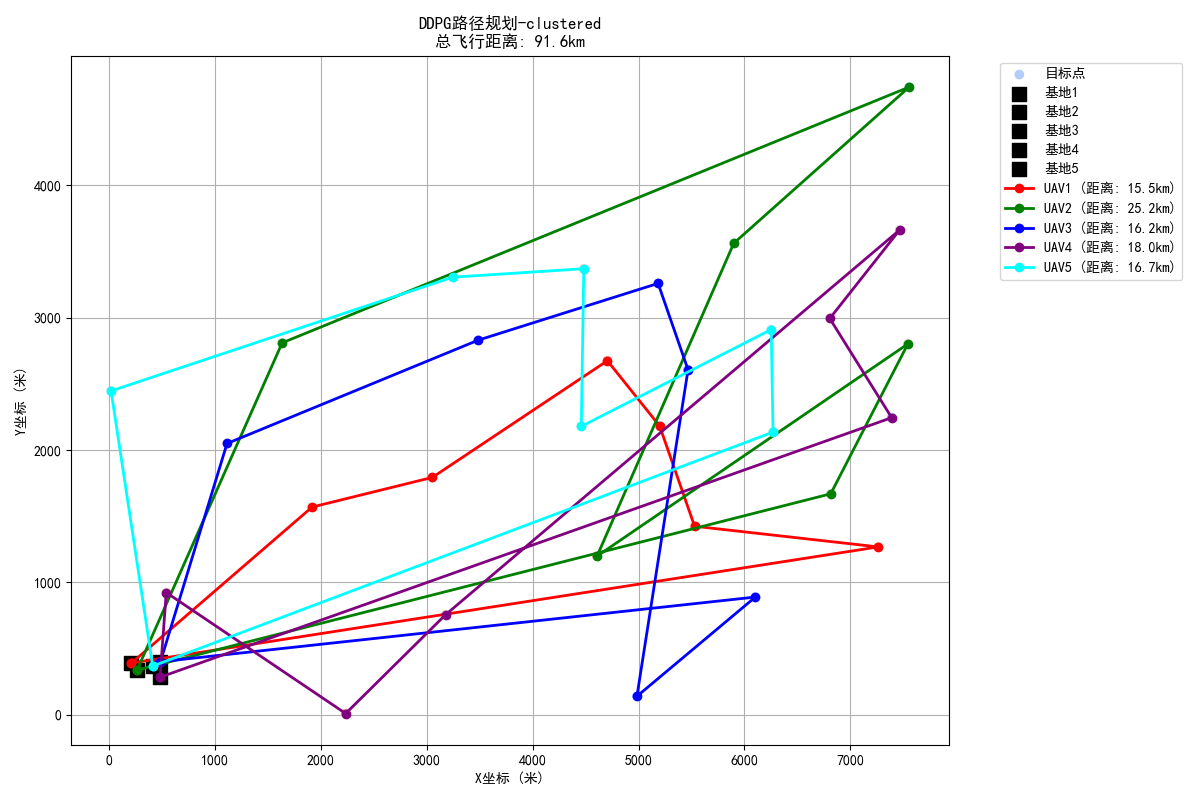 DDPG路径规划-clustered
总飞行距离: 91.6km
目标点
基地1
基地2
基地3
基地4
基地5
UAV1 (距离: 15.5km)
UAV2 (距离: 25.2km)
UAV3 (距离: 16.2km)
UAV4 (距离: 18.0km)
UAV5 (距离: 16.7km)
Y坐标 (米)
4000
3000
2000
1000
0
0 1000 2000 3000 4000 5000 6000 7000
X坐标 (米)